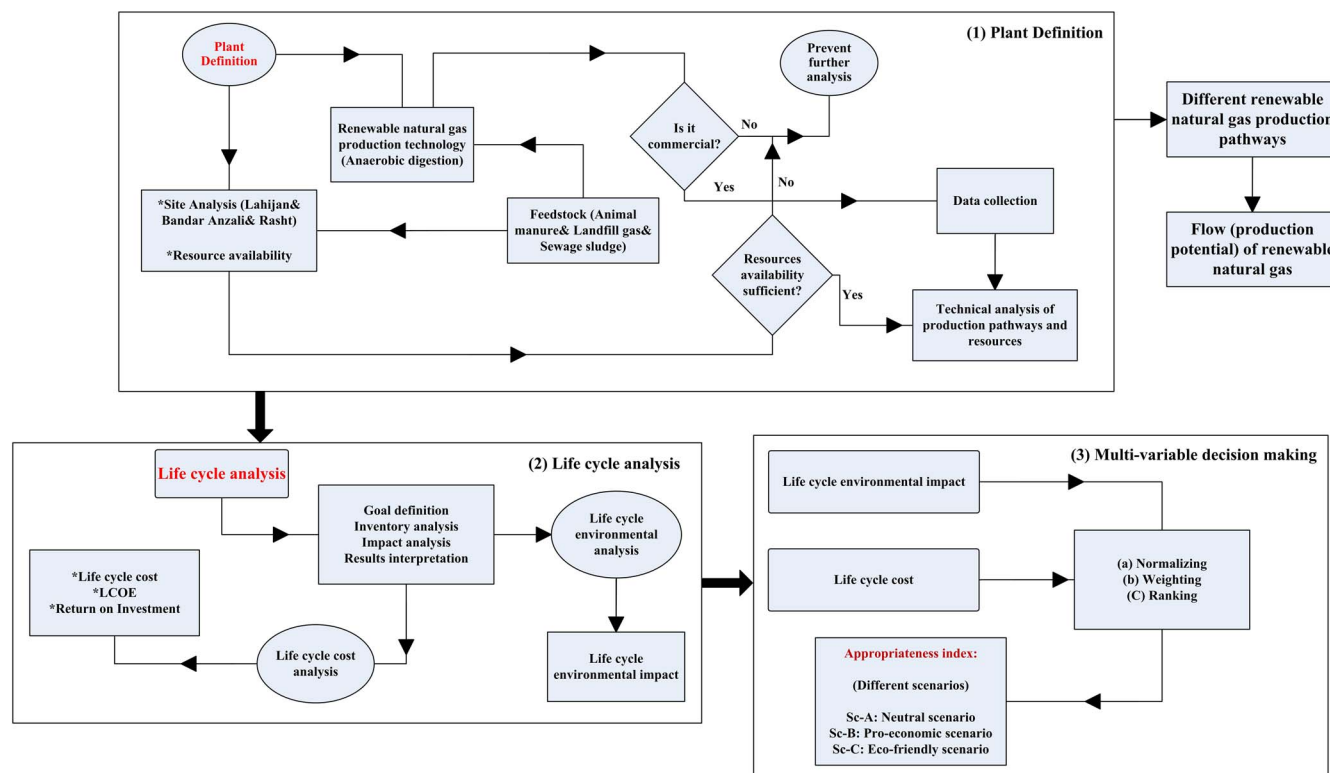 (1) Plant Definition
Plant
Definition
Prevent
further
analysis
Renewable natural gas
production technology
(Anaerobic digestion)
Is it
commercial?
No
Yes
No
*Site Analysis (Lahijan&
Bandar Anzali& Rasht)
*Resource availability
Feedstock (Animal
manure& Landfill gas&
Sewage sludge)
Data collection
Resources
availability
sufficient?
Yes
Technical analysis of
production pathways and
resources
Different renewable
natural gas production
pathways
Flow (production
potential) of renewable
natural gas
(2) Life cycle analysis
Life cycle analysis
Goal definition
Inventory analysis
Impact analysis
Results interpretation
Life cycle
environmental
analysis
*Life cycle cost
*LCOE
*Return on Investment
Life cycle cost
analysis
Life cycle
environmental impact
(3) Multi-variable decision making
Life cycle environmental impact
Life cycle cost
(a) Normalizing
(b) Weighting
(C) Ranking
Appropriateness index:
(Different scenarios)
Sc-A: Neutral scenario
Sc-B: Pro-economic scenario
Sc-C: Eco-friendly scenario